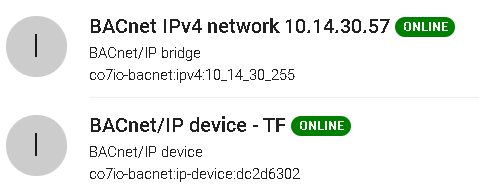 I
BACnet IPv4 network 10.14.30.57 ONLINE
BACnet/IP bridge
co7io-bacnet:ipv4:10_14_30_255
I
BACnet/IP device - TF ONLINE
BACnet/IP device
co7io-bacnet:ip-device:dc2d6302